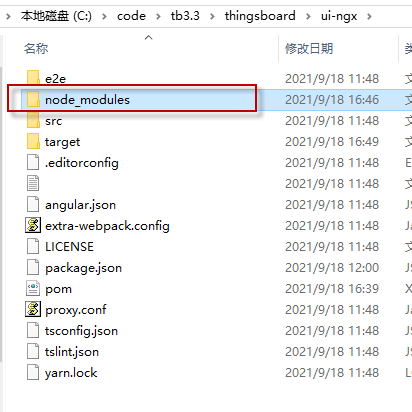 本地磁盘 (C:) > code > tb3.3 > thingsboard > ui-ngx >
名称 修改日期
e2e 2021/9/18 11:48
node_modules 2021/9/18 16:46 文
src 2021/9/18 11:48 文
target 2021/9/18 16:49 文
.editorconfig 2021/9/18 11:48 E
2021/9/18 11:48 文
angular.json 2021/9/18 11:48 JS
extra-webpack.config 2021/9/18 11:48 Ja
LICENSE 2021/9/18 11:48 文
package.json 2021/9/18 12:00 JS
pom 2021/9/18 16:39 X
proxy.conf 2021/9/18 11:48 Ja
tsconfig.json 2021/9/18 11:48 JS
tslint.json 2021/9/18 11:48 JS
yarn.lock 2021/9/18 11:48